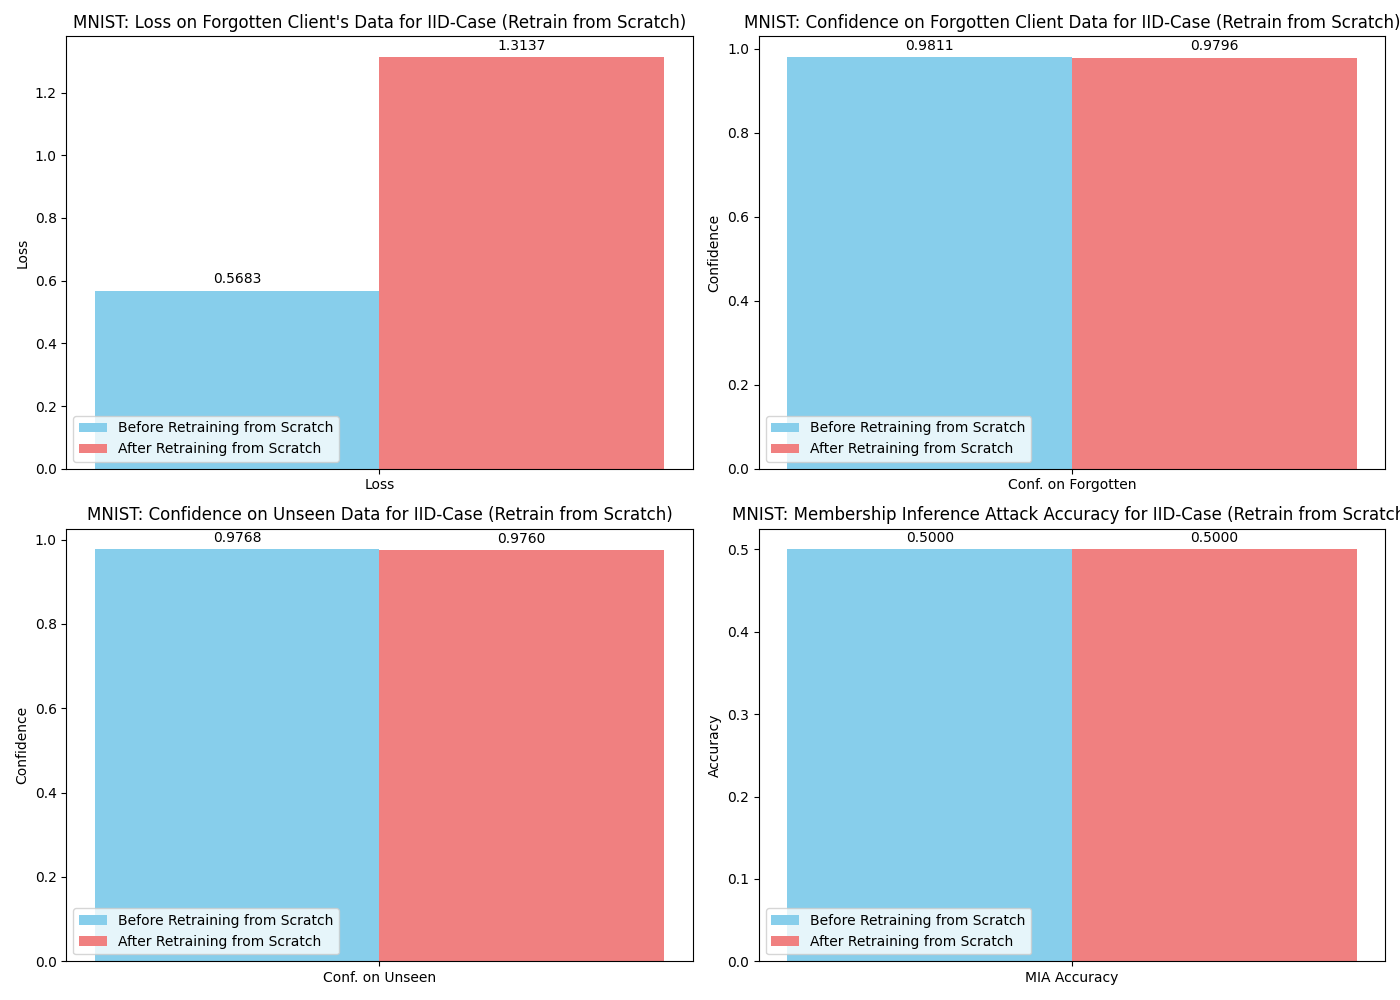 MNIST: Loss on Forgotten Client's Data for IID-Case (Retrain from Scratch)
1.3137
0.5683
Loss
1.2
1.0
0.8
0.6
0.4
0.2
0.0
Before Retraining from Scratch
After Retraining from Scratch
Loss
MNIST: Confidence on Forgotten Client Data for IID-Case (Retrain from Scratch)
0.9811
0.9796
Confidence
1.0
0.8
0.6
0.4
0.2
0.0
Before Retraining from Scratch
After Retraining from Scratch
Conf. on Forgotten
MNIST: Confidence on Unseen Data for IID-Case (Retrain from Scratch)
0.9768
0.9760
Confidence
1.0
0.8
0.6
0.4
0.2
0.0
Before Retraining from Scratch
After Retraining from Scratch
Conf. on Unseen
MNIST: Membership Inference Attack Accuracy for IID-Case (Retrain from Scratch
0.5000
0.5000
Accuracy
0.5
0.4
0.3
0.2
0.1
0.0
Before Retraining from Scratch
After Retraining from Scratch
MIA Accuracy